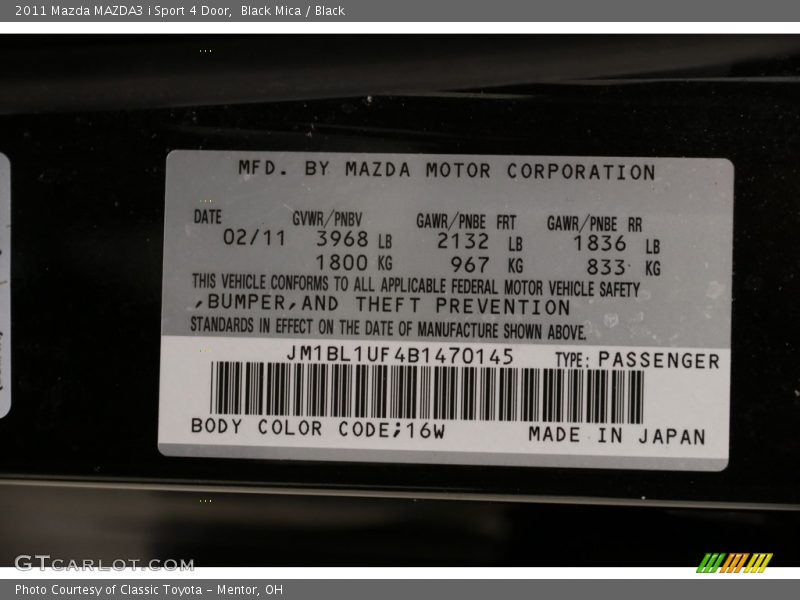 2011 Mazda MAZDA3 i Sport 4 Door,  Black Mica / Black
MFD. BY MAZDA MOTOR CORPORATION
DATE GVWR/PNBV GAWR/PNBE FRT GAWR/PNBE RR
02/11 3968 LB 2132 LB 1836 LB
1800 KG 967 KG 833 KG
THIS VEHICLE CONFORMS TO ALL APPLICABLE FEDERAL MOTOR VEHICLE SAFETY
,BUMPER,AND THEFT PREVENTION
STANDARDS IN EFFECT ON THE DATE OF MANUFACTURE SHOWN ABOVE.
JM1BL1UF4B1470145 TYPE: PASSENGER
BODY COLOR CODE;16W MADE IN JAPAN
GTCARLOT.COM
Photo Courtesy of Classic Toyota - Mentor, OH